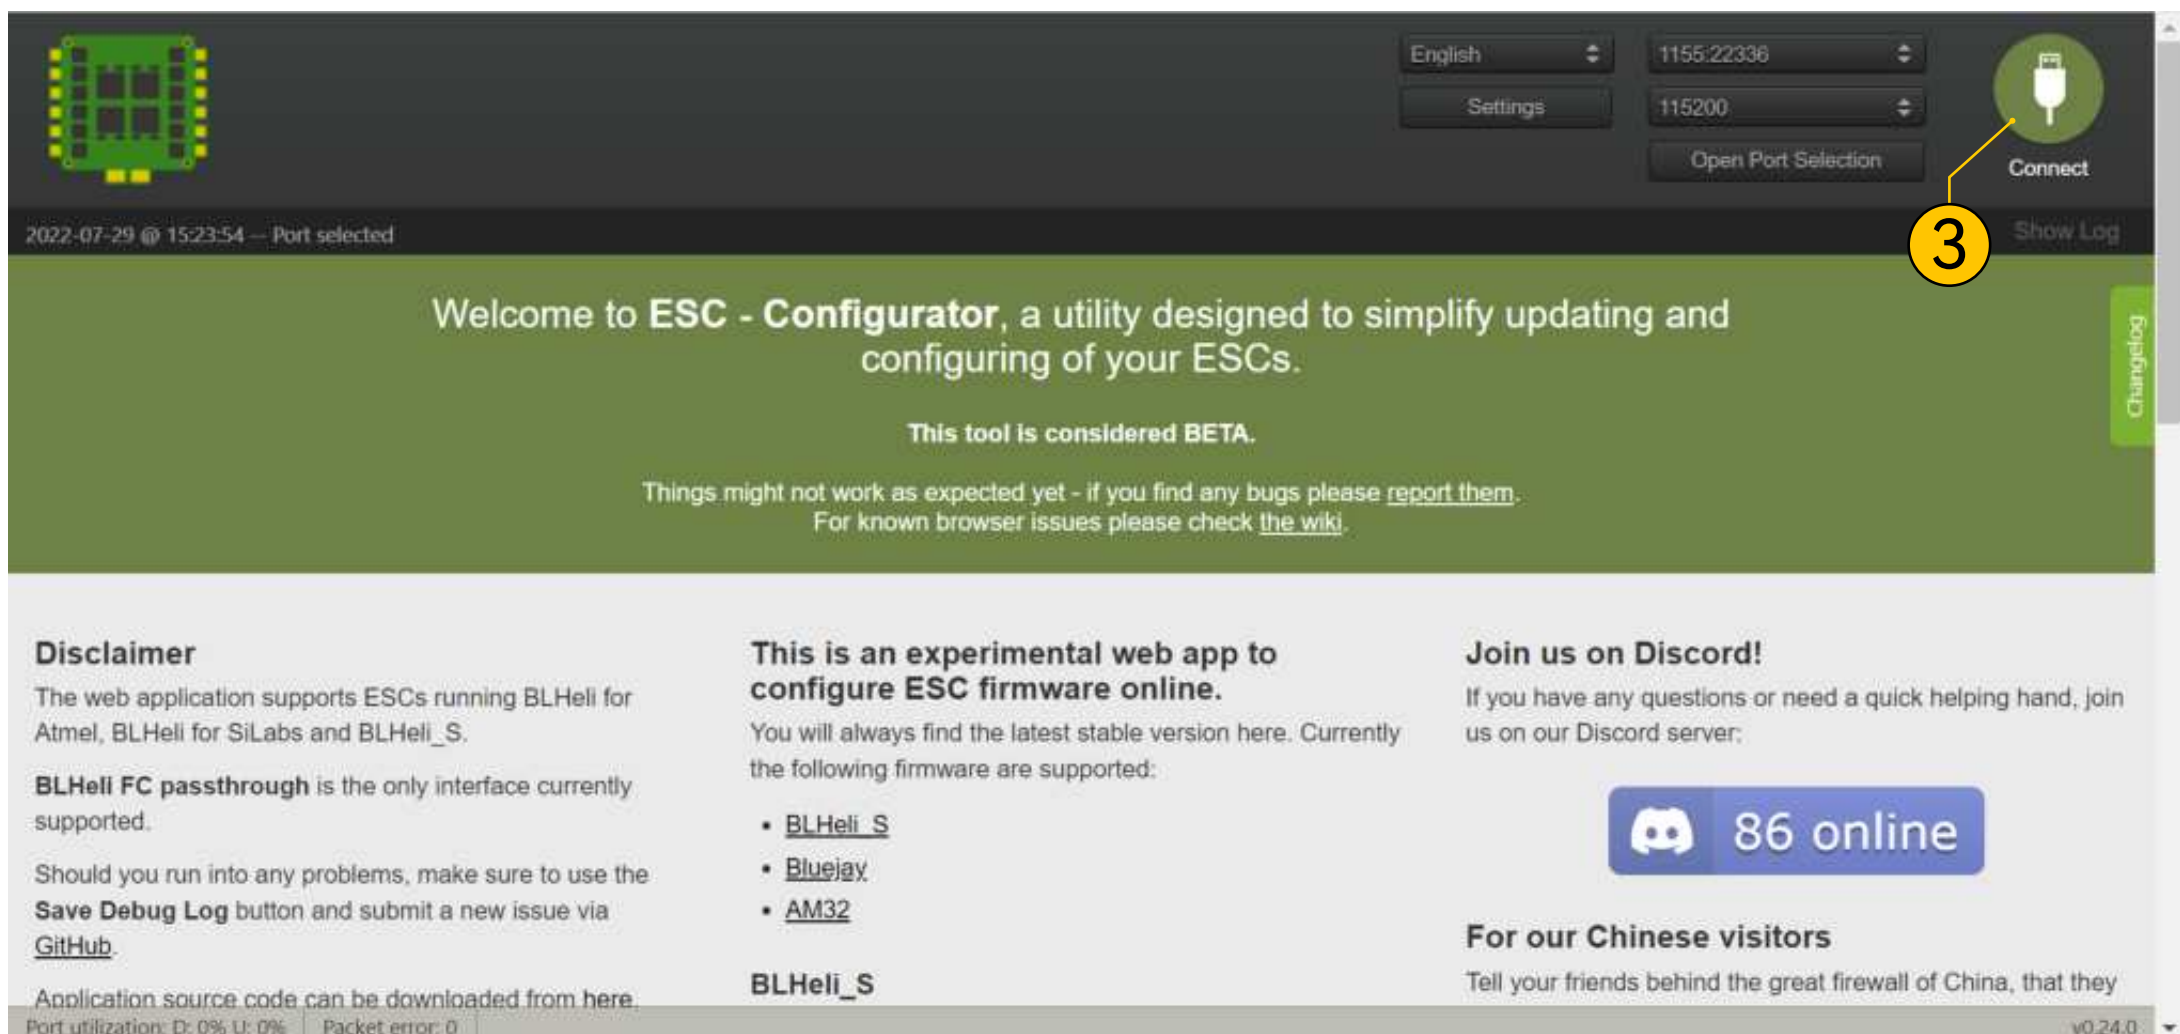 English
1155:22336
Settings
115200
Open Port Selection
Connect
3
2022-07-29 @ 15:23:54 -- Port selected
Show Log
Welcome to ESC - Configurator, a utility designed to simplify updating and
configuring of your ESCs.
This tool is considered BETA.
Things might not work as expected yet - if you find any bugs please report them.
For known browser issues please check the wiki.
Changelog
Disclaimer
The web application supports ESCs running BLHeli for
Atmel, BLHeli for SiLabs and BLHeli_S.
BLHeli FC passthrough is the only interface currently
supported.
Should you run into any problems, make sure to use the
Save Debug Log button and submit a new issue via
GitHub.
Application source code can be downloaded from here.
This is an experimental web app to
configure ESC firmware online.
You will always find the latest stable version here. Currently
the following firmware are supported:
• BLHeli_S
• Bluejay
• AM32
BLHeli_S
Join us on Discord!
If you have any questions or need a quick helping hand, join
us on our Discord server:
86 online
For our Chinese visitors
Tell your friends behind the great firewall of China, that they
Port utilization: D: 0% U: 0%
Packet error: 0
v0.24.0